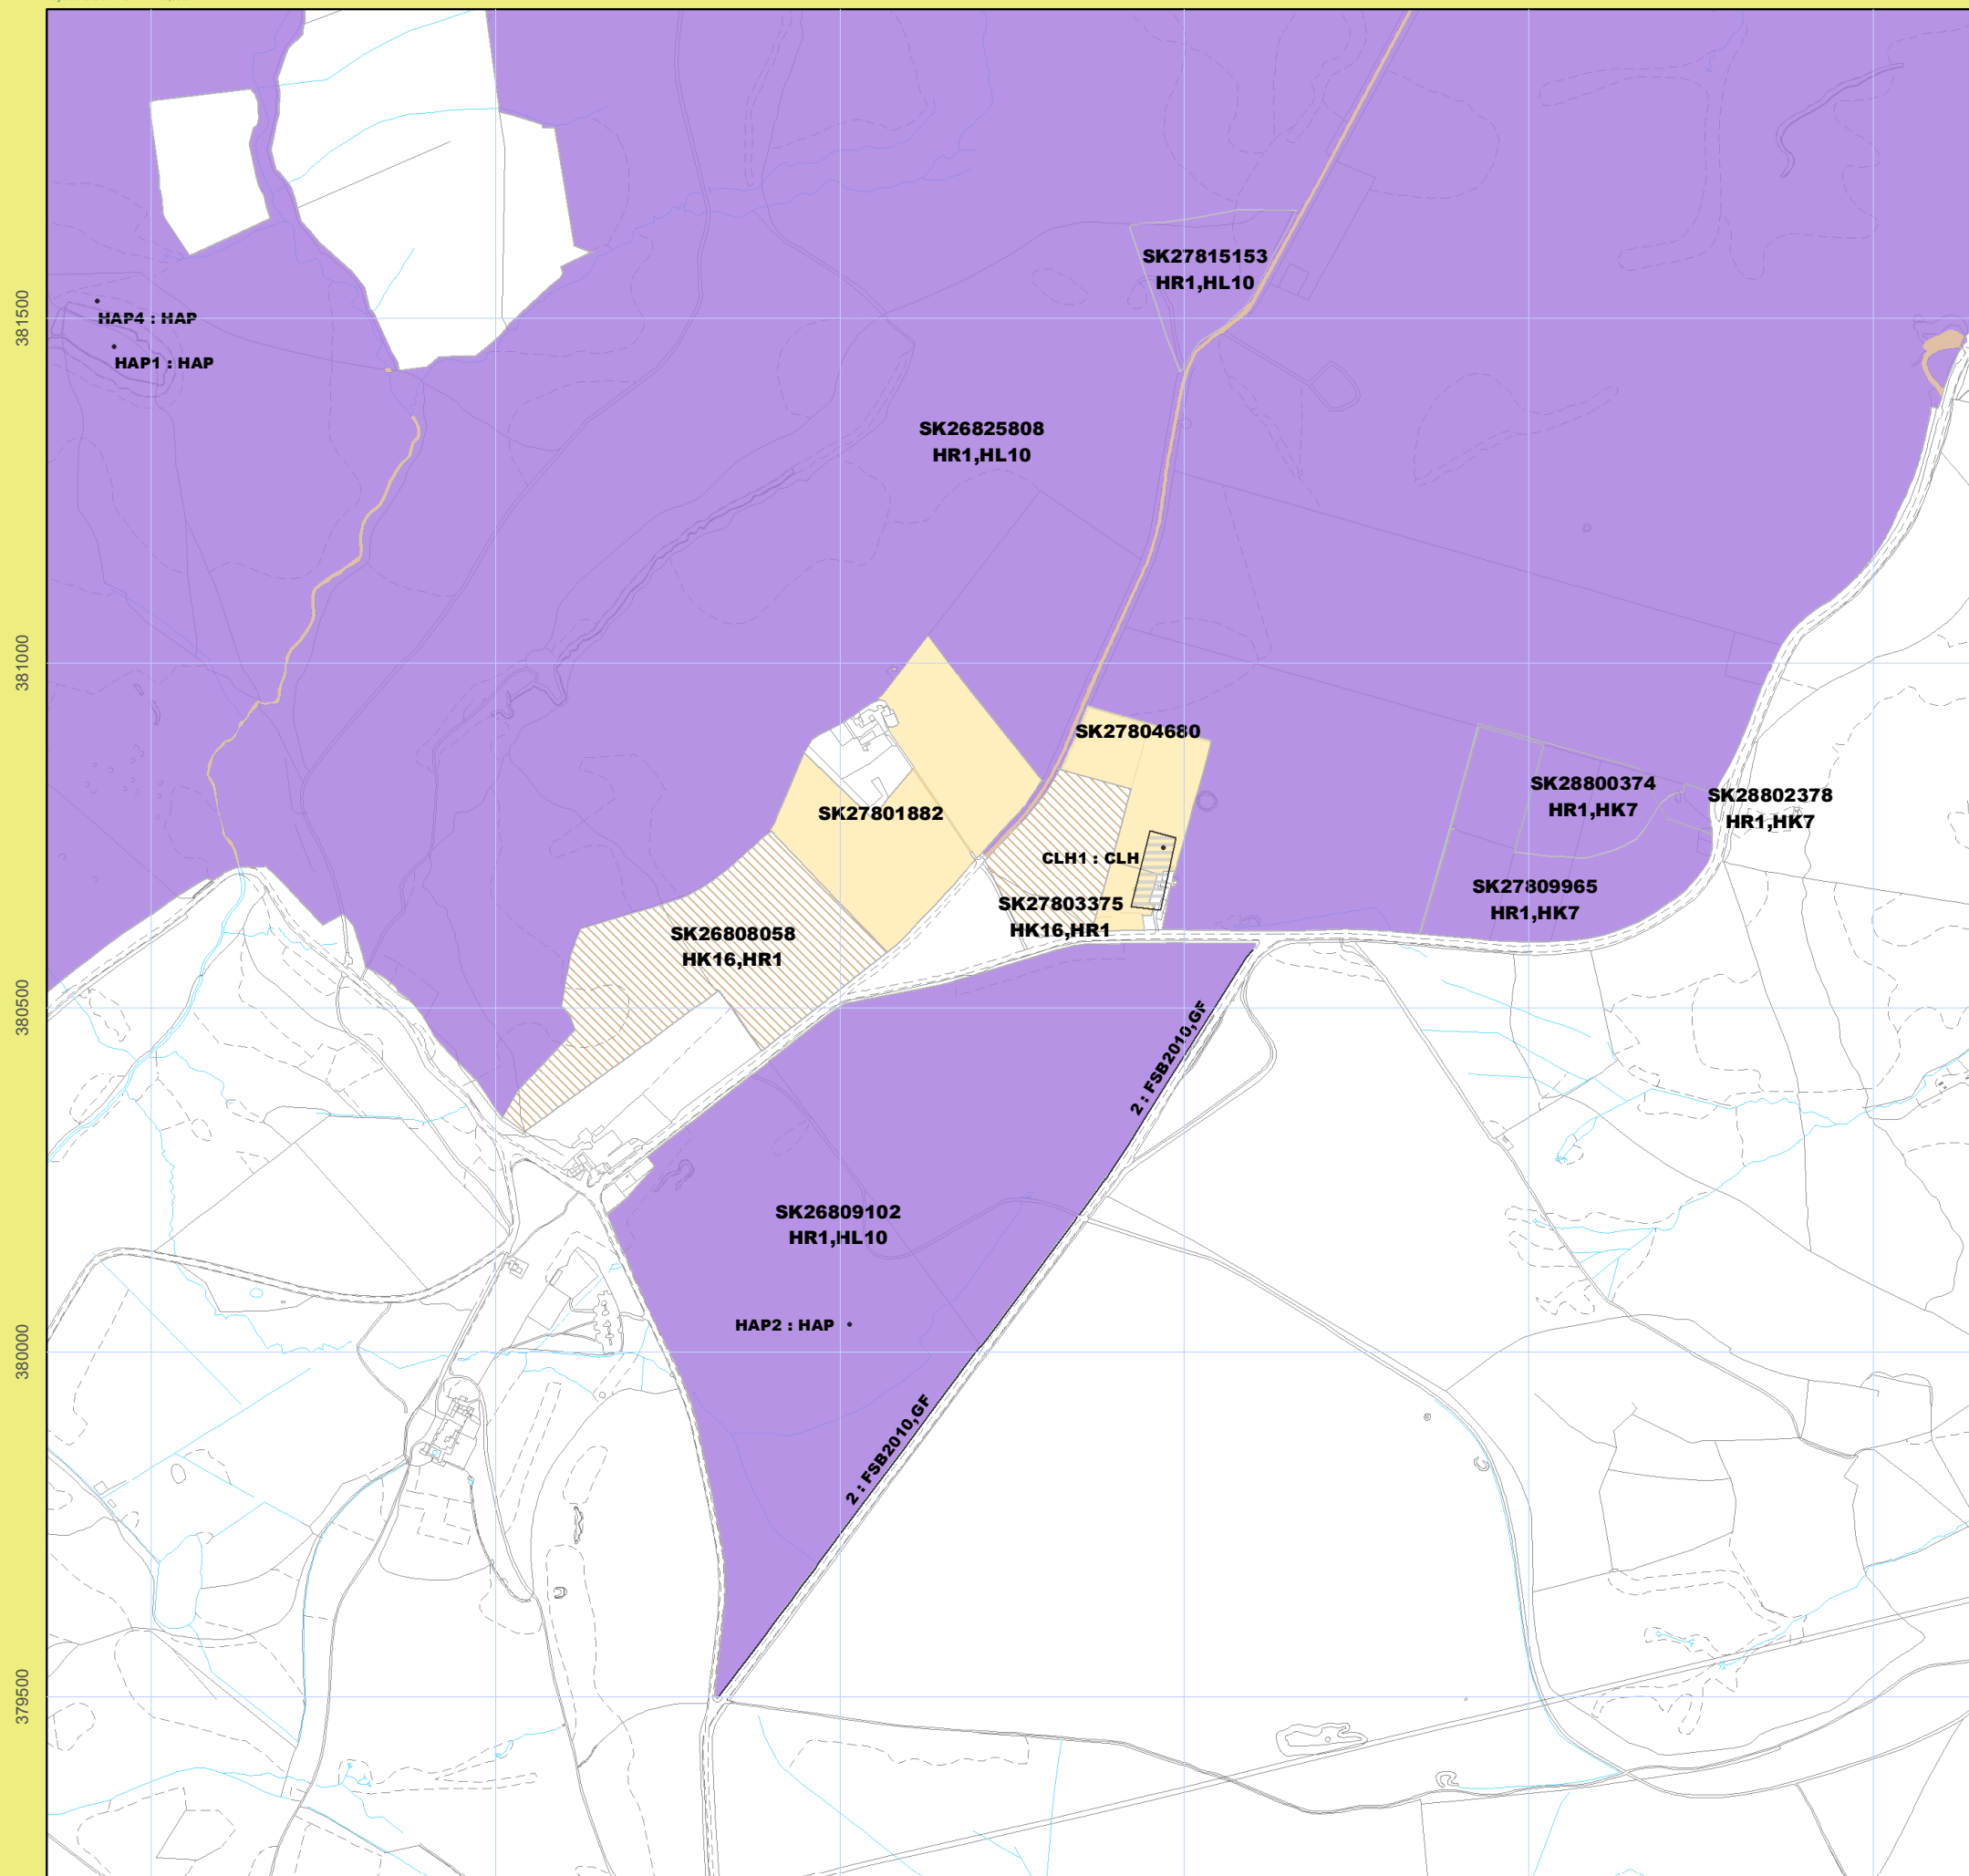 SK27815153
HR1,HL10
381500
HAP4 : HAP
HAP1 : HAP
SK26825808
HR1,HL10
381000
SK27804680
SK28800374
HR1,HK7
SK28802378
HR1,HK7
SK27801882
CLH1 : CLH
SK27809965
HR1,HK7
SK27803375
HK16,HR1
SK26808058
HK16,HR1
380500
2 : FSB2010,GF
SK26809102
HR1,HL10
HAP2 : HAP
380000
2 : FSB2010,GF
379500